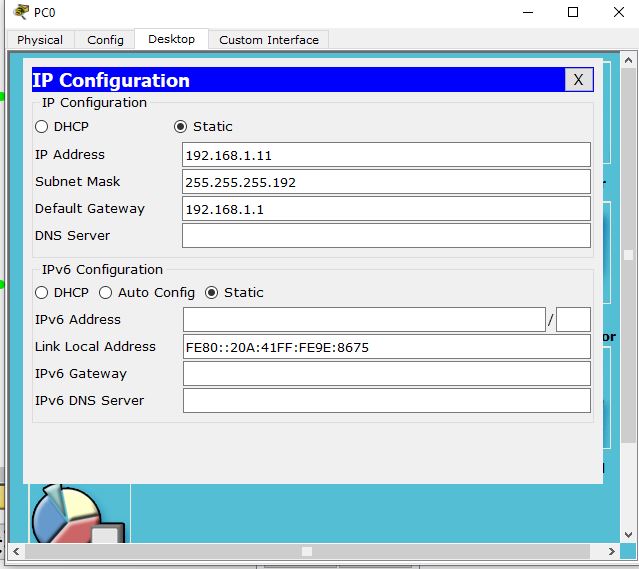 PC0
Physical Config Desktop Custom Interface
IP Configuration X
IP Configuration
DHCP Static
IP Address 192.168.1.11
Subnet Mask 255.255.255.192
Default Gateway 192.168.1.1
DNS Server
IPv6 Configuration
DHCP Auto Config Static
IPv6 Address /
Link Local Address FE80::20A:41FF:FE9E:8675
IPv6 Gateway
IPv6 DNS Server